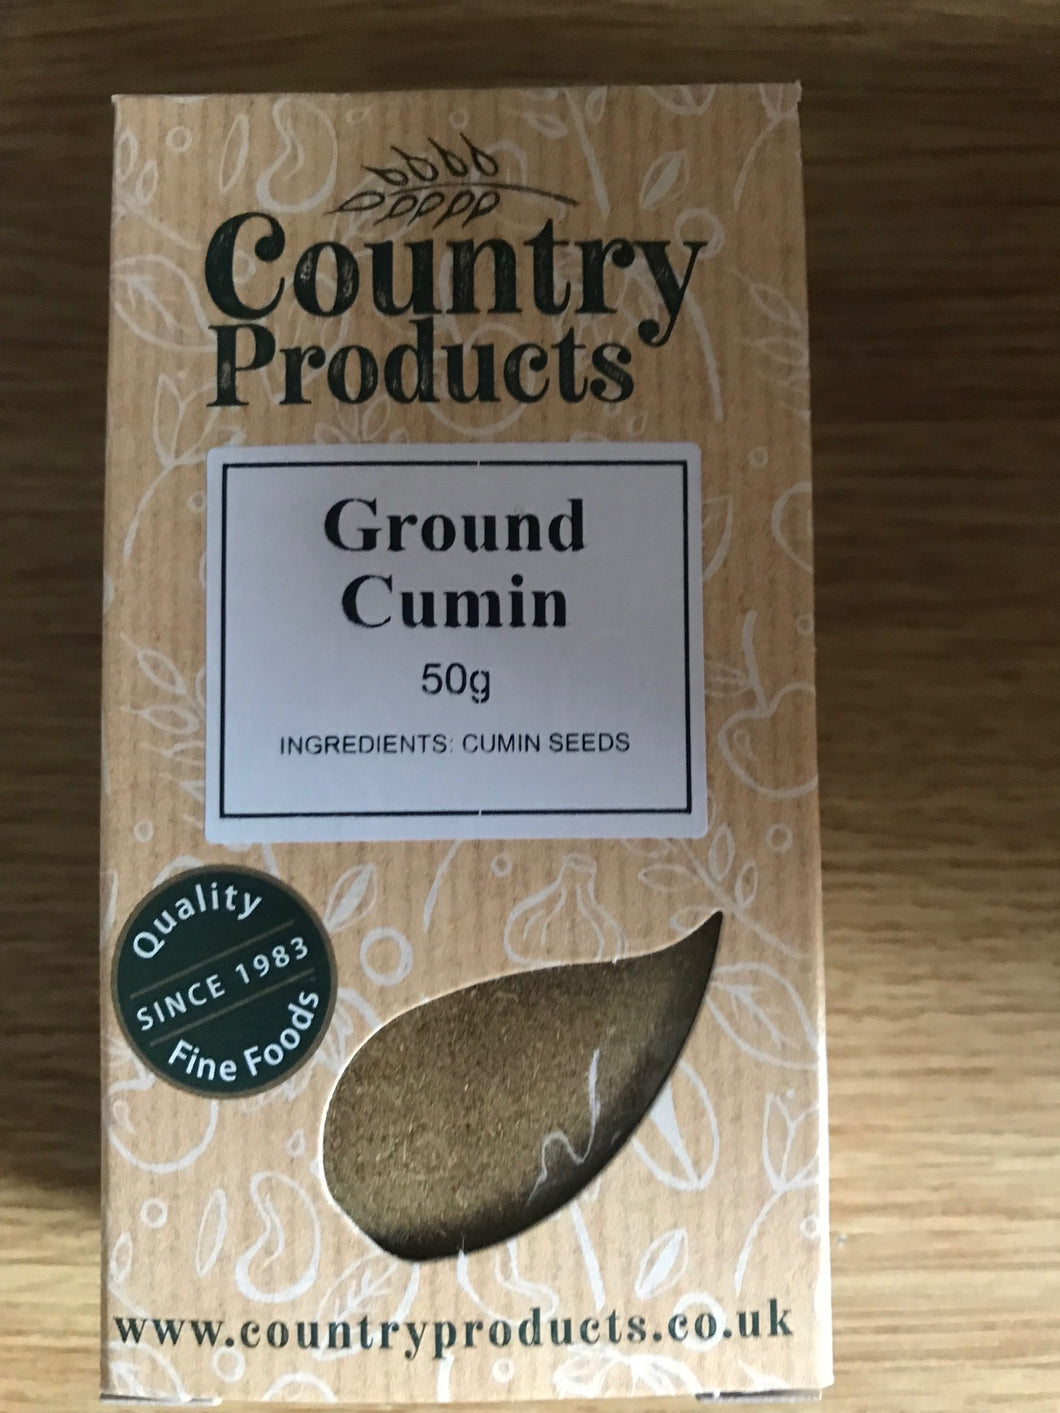 Country
Products
Ground
Cumin
50g
INGREDIENTS: CUMIN SEEDS
Quality
SINCE 1983
Fine Foods
www.countryproducts.co.uk